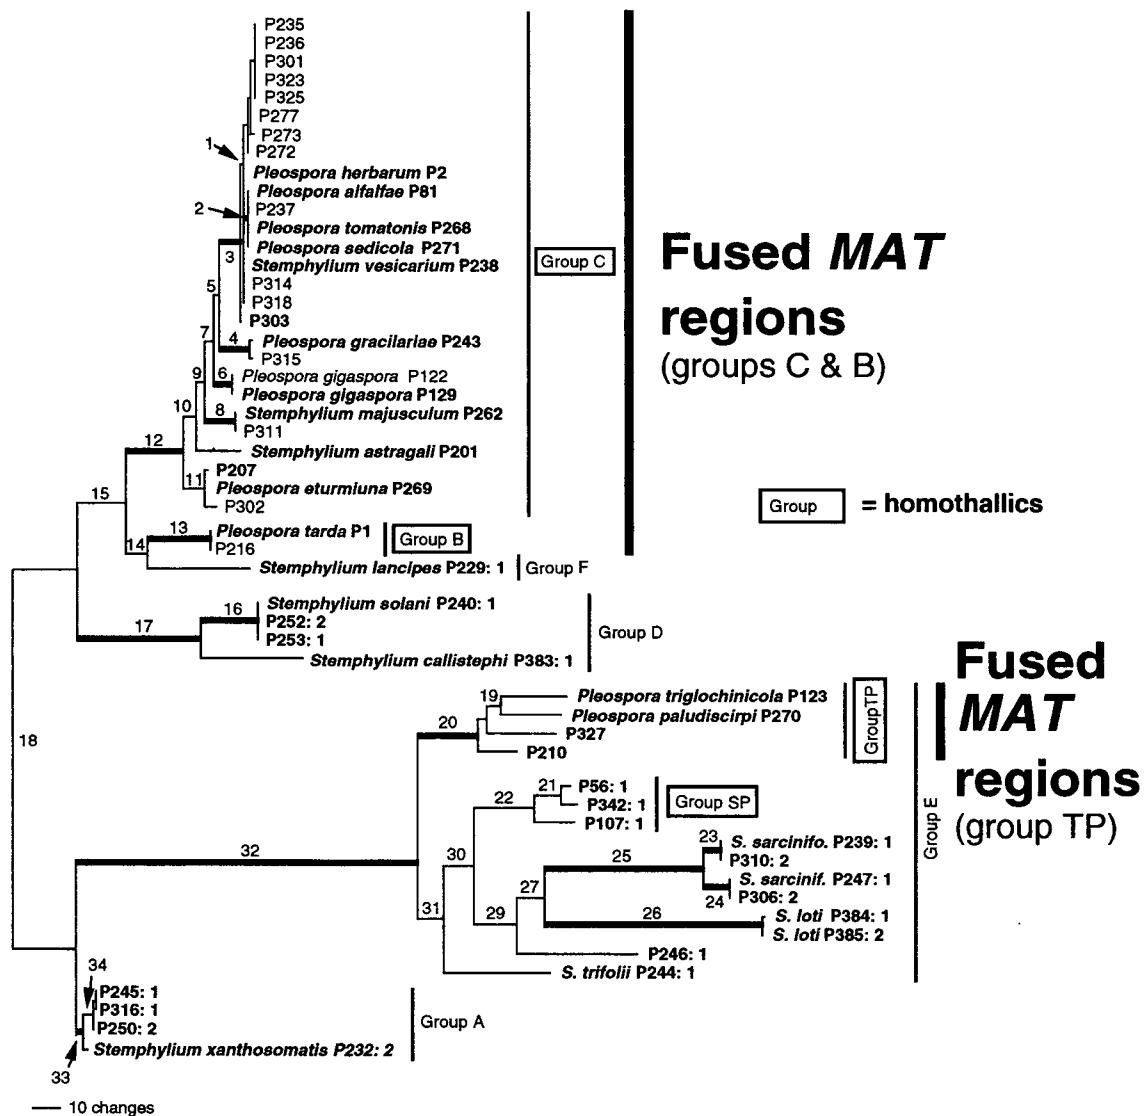 P235
P236
P301
P323
P325
P277
P273
P272
1
Pleospora herbarum P2
Pleospora alfalfae P81
2
P237
Pleospora tomatonis P268
Pleospora sedicola P271
3
Stemphylium vesicarium P238
P314
P318
P303
5
7
4
Pleospora gracilariae P243
P315
9
6
Pleospora gigaspora P122
Pleospora gigaspora P129
10
8
Stemphylium majusculum P262
P311
12
Stemphylium astragali P201
P207
11
Pleospora eturmiuna P269
P302
15
13
Pleospora tarda P1
14
P216
Stemphylium lancipes P229: 1
Group C
Group B
Group F
Fused MAT
regions
(groups C & B)
Group
= homothallics
16
Stemphylium solani P240: 1
P252: 2
17
P253: 1
Stemphylium callistephi P383: 1
Group D
18
19
Pleospora triglochinicola P123
20
Pleospora paludiscirpi P270
P327
P210
GroupTP
Fused
MAT
regions
(group TP)
21
P56: 1
22
P342: 1
P107: 1
Group SP
Group E
23
S. sarcinifo. P239: 1
32
30
25
P310: 2
S. sarcinif. P247: 1
27
24
P306: 2
31
29
26
S. loti P384: 1
S. loti P385: 2
P246: 1
S. trifolii P244: 1
34
P245: 1
P316: 1
P250: 2
Stemphylium xanthosomatis P232: 2
33
Group A
10 changes